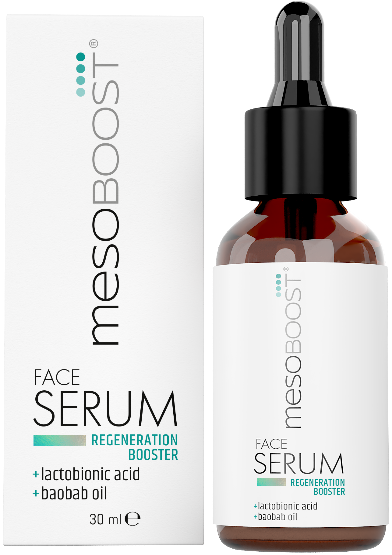 mesoBOOST®
FACE
SERUM
REGENERATION
BOOSTER
+lactobionic acid
+baobab oil
30 ml ℮
mesoBOOST®
FACE
SERUM
REGENERATION
BOOSTER
+lactobionic acid
+baobab oil